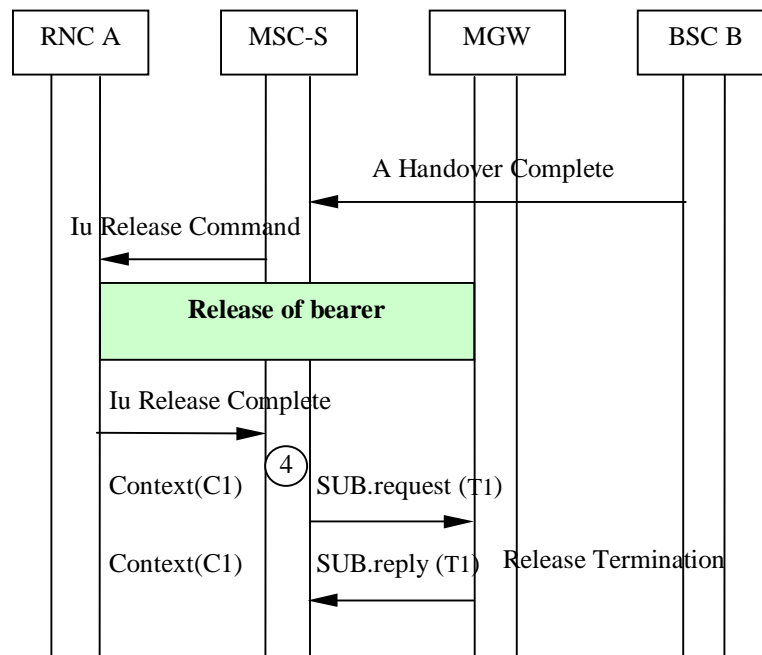 RNC A MSC-S MGW BSC B
A Handover Complete
Iu Release Command
Release of bearer
Iu Release Complete
4
Context(C1) SUB.request (T1)
Context(C1) SUB.reply (T1) Release Termination